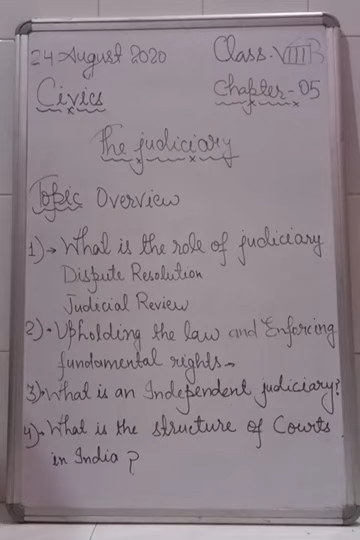 24 August 2020 Class-VIIIB
Civics Chapter-05
The judiciary
Topic Overview
1)→ What is the role of judiciary
Dispute Resolution
Judicial Review
2)• Upholding the law and Enforcing
fundamental rights→
3)•What is an Independent judiciary?
4)•What is the structure of Courts
in India ?